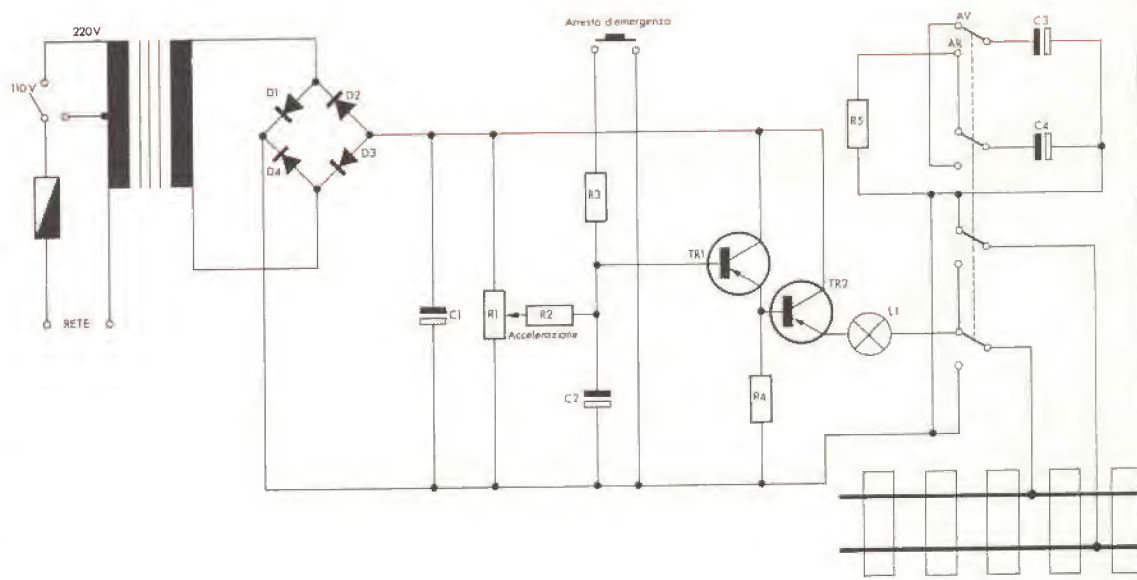 220V
110V
RETE
D1
D2
D3
D4
C1
R1
R2
Accelerazione
Arresto d'emergenza
R3
C2
TR1
TR2
R4
L1
AV
AR
R5
C3
C4